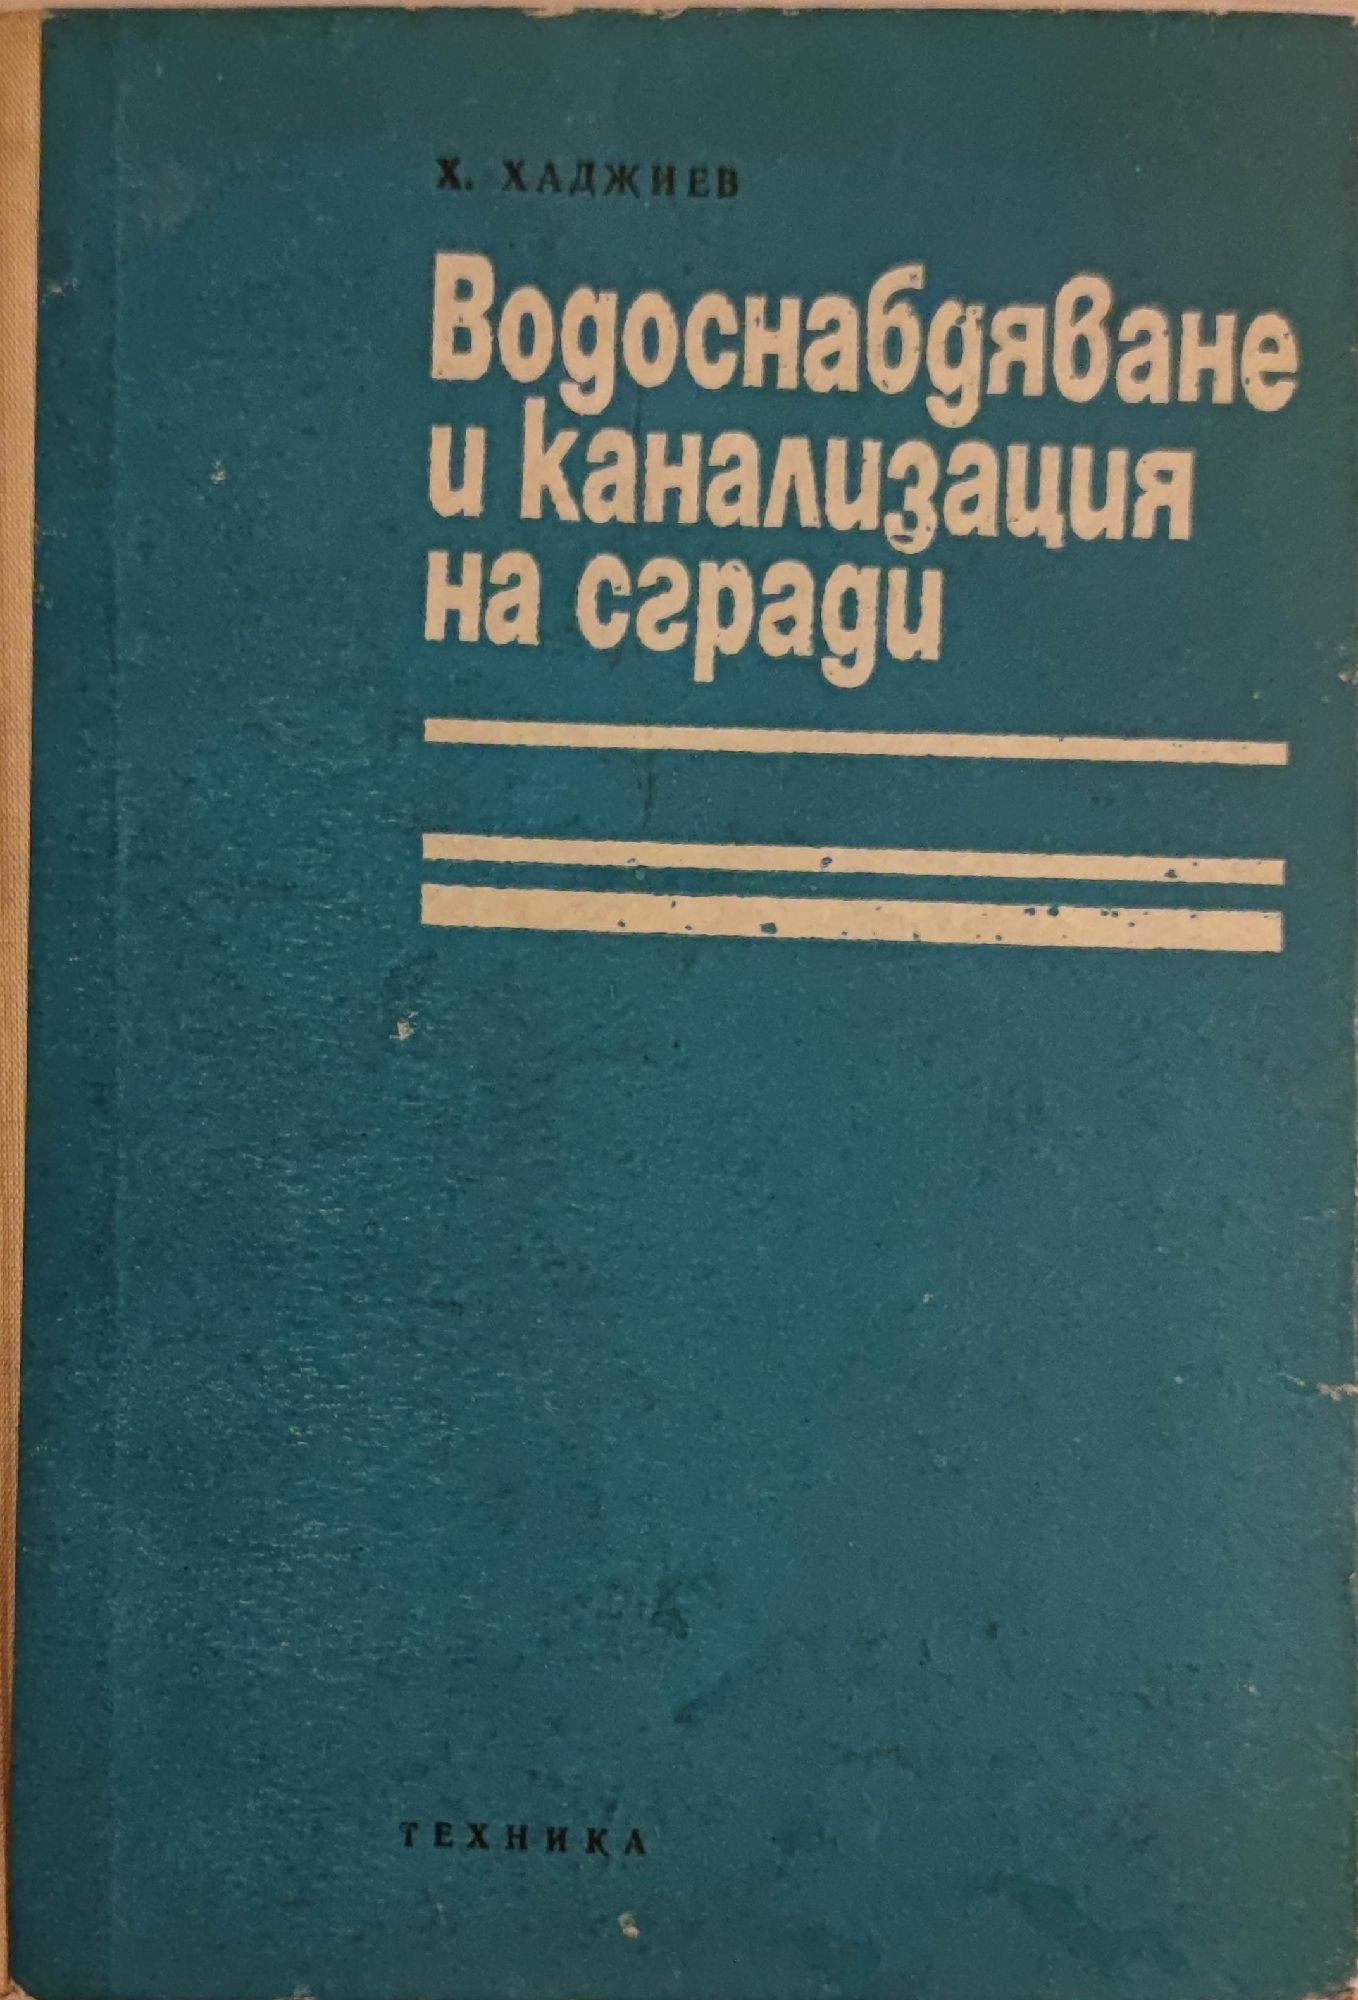 Х. ХАДЖИЕВ
Водоснабдяване
и канализация
на сгради
ТЕХНИКА